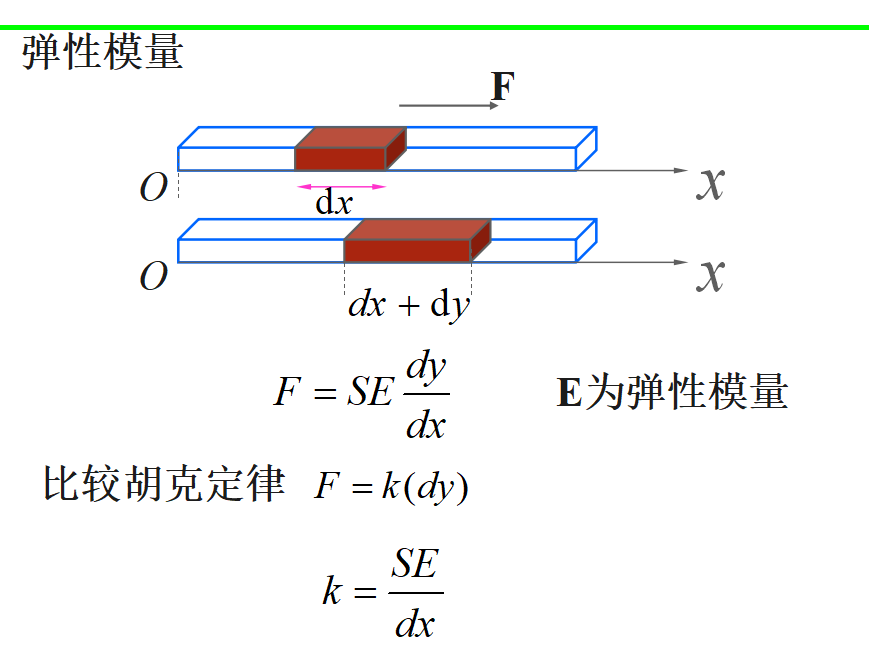 弹性模量
F
O x
dx
O x
dx + dy
F = SE dy/dx E为弹性模量
比较胡克定律 F = k(dy)
k = SE/dx